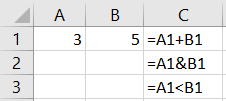 A B C
1 3 5 =A1+B1
2 =A1&B1
3 =A1<B1